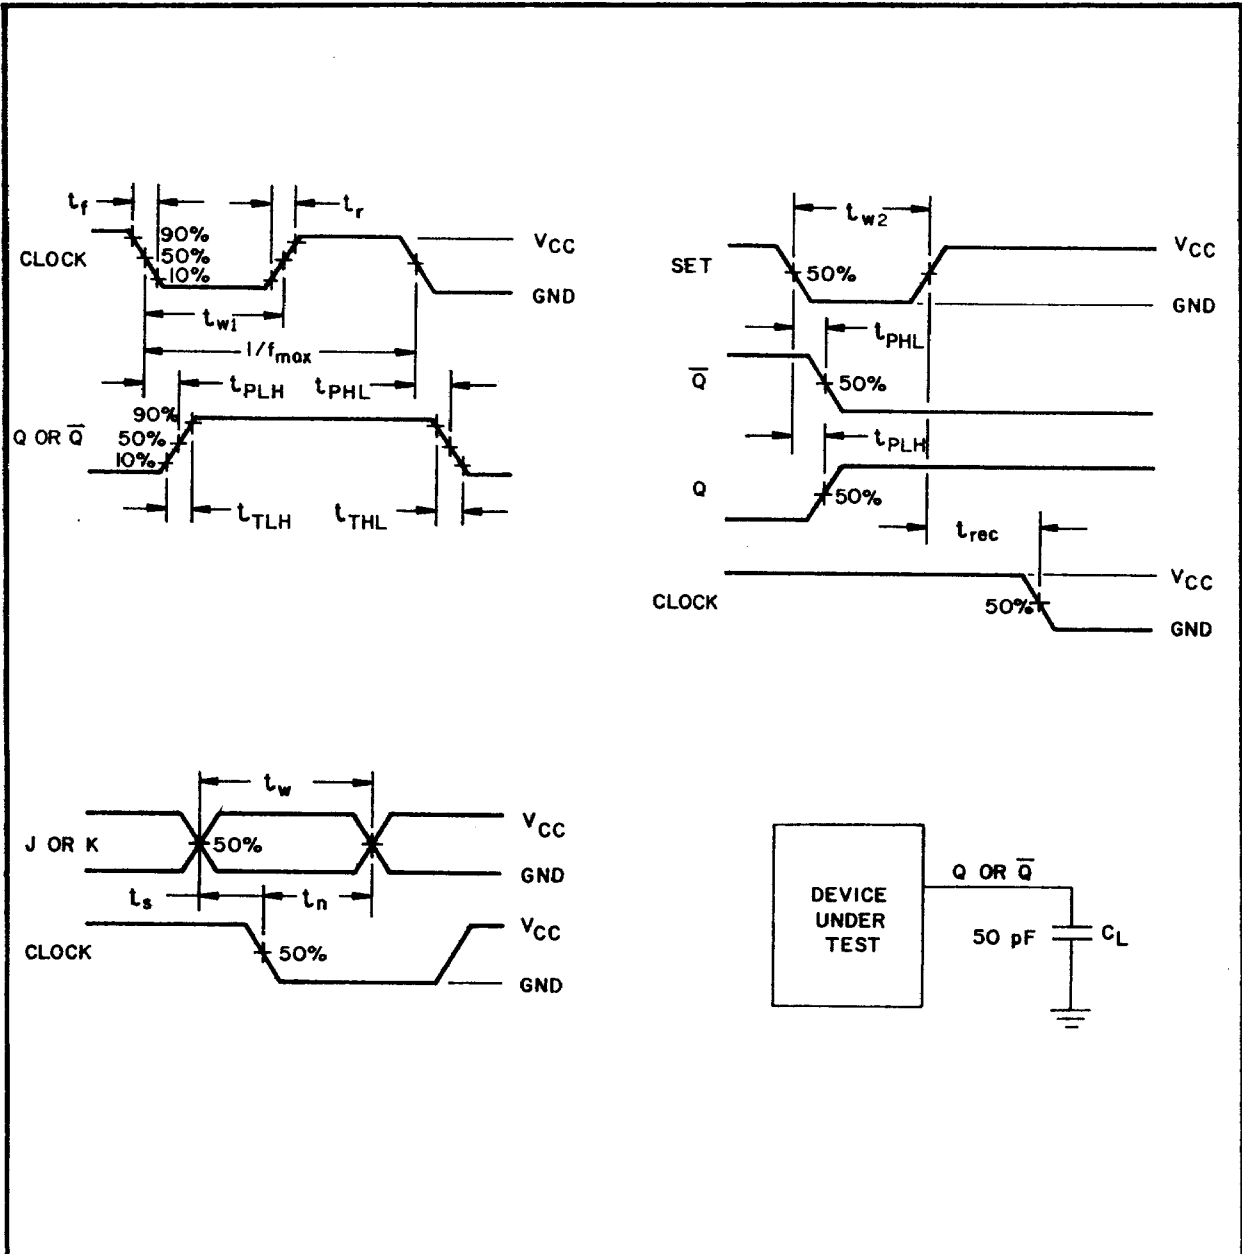 t_f
t_r
CLOCK
90%
50%
10%
V_CC
GND
t_w1
1/f_max
t_PLH
t_PHL
Q OR Q̅
90%
50%
10%
t_TLH
t_THL
t_w2
SET
50%
V_CC
GND
t_PHL
Q̅
50%
t_PLH
Q
50%
t_rec
CLOCK
50%
V_CC
GND
t_w
J OR K
50%
V_CC
GND
t_s
t_n
CLOCK
50%
V_CC
GND
DEVICE
UNDER
TEST
Q OR Q̅
50 pF
C_L